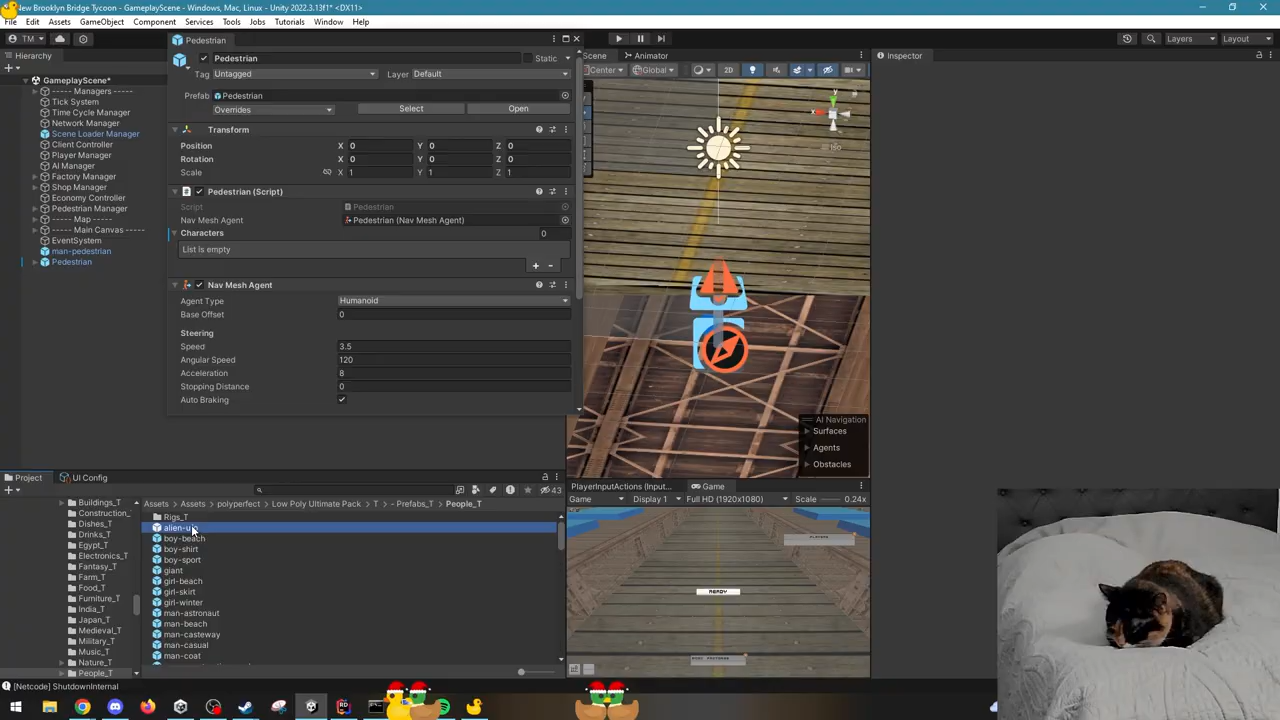 New Brooklyn Bridge Tycoon - GameplayScene - Windows, Mac, Linux - Unity 2022.3.13f1* <DX11>
File Edit Assets GameObject Component Services Tools Jobs Tutorials Window Help
TM
Layers Layout
Hierarchy
GameplayScene*
----- Managers -----
Tick System
Time Cycle Manager
Network Manager
Scene Loader Manager
Client Controller
Player Manager
AI Manager
Factory Manager
Shop Manager
Economy Controller
Pedestrian Manager
----- Map -----
----- Main Canvas -----
EventSystem
man-pedestrian
Pedestrian
Pedestrian
Pedestrian
Static
Tag Untagged Layer Default
Prefab Pedestrian
Overrides Select Open
Transform
Position X 0 Y 0 Z 0
Rotation X 0 Y 0 Z 0
Scale X 1 Y 1 Z 1
Pedestrian (Script)
Script Pedestrian
Nav Mesh Agent Pedestrian (Nav Mesh Agent)
Characters 0
List is empty
Nav Mesh Agent
Agent Type Humanoid
Base Offset 0
Steering
Speed 3.5
Angular Speed 120
Acceleration 8
Stopping Distance 0
Auto Braking
Scene Animator
Center Global 2D
y
x
Iso
AI Navigation
Surfaces
Agents
Obstacles
Inspector
Project UI Config
43
Buildings_T
Construction_
Dishes_T
Drinks_T
Egypt_T
Electronics_T
Fantasy_T
Farm_T
Food_T
Furniture_T
India_T
Japan_T
Medieval_T
Military_T
Music_T
Nature_T
People_T
Assets > Assets > polyperfect > Low Poly Ultimate Pack > T > - Prefabs_T > People_T
Rigs_T
boy-beach
boy-shirt
boy-sport
giant
girl-beach
girl-skirt
girl-winter
man-astronaut
man-beach
man-casteway
man-casual
man-coat
PlayerInputActions (Input... Game
Game Display 1 Full HD (1920x1080) Scale 0.24x
PLAYERS
READY
[Netcode] ShutdownInternal